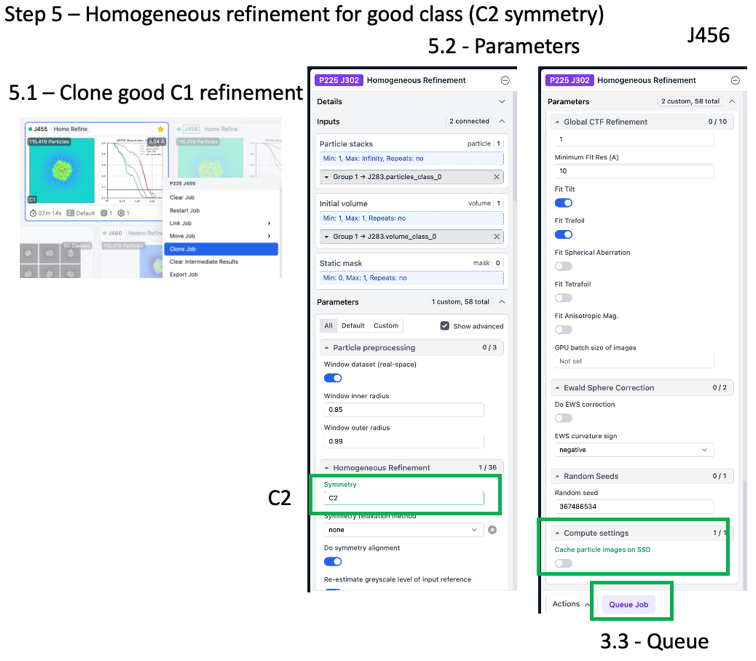 Step 5 – Homogeneous refinement for good class (C2 symmetry)
J456
5.2 - Parameters
5.1 – Clone good C1 refinement
J455 Homo Refine
115,419 Particles
3.04 Å
C1
07m 14s Default 1 1
J456 Homo Refine
115,419 Particles
50 Classes
J460 Hetero Refine
115,419 Particles
P225 J455
Clear Job
Restart Job
Link Job
Move Job
Clone Job
Clear Intermediate Results
Export Job
P225 J302 Homogeneous Refinement
Details
Inputs 2 connected
Particle stacks particle 1
Min: 1, Max: Infinity, Repeats: no
Group 1 → J283.particles_class_0
Initial volume volume 1
Min: 1, Max: 1, Repeats: no
Group 1 → J283.volume_class_0
Static mask mask 0
Min: 0, Max: 1, Repeats: no
Parameters 1 custom, 58 total
All Default Custom Show advanced
Particle preprocessing 0 / 3
Window dataset (real-space)
Window inner radius
0.85
Window outer radius
0.99
Homogeneous Refinement 1 / 36
C2
Symmetry
C2
Symmetry relaxation method
none
Do symmetry alignment
Re-estimate greyscale level of input reference
P225 J302 Homogeneous Refinement
Parameters 2 custom, 58 total
Global CTF Refinement 0 / 10
1
Minimum Fit Res (A)
10
Fit Tilt
Fit Trefoil
Fit Spherical Aberration
Fit Tetrafoil
Fit Anisotropic Mag.
GPU batch size of images
Not set
Ewald Sphere Correction 0 / 2
Do EWS correction
EWS curvature sign
negative
Random Seeds 0 / 1
Random seed
367486534
Compute settings 1 / 1
Cache particle images on SSD
Actions Queue Job
3.3 - Queue